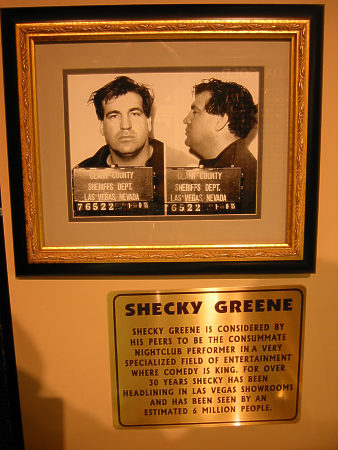 CLARK COUNTY
SHERIFFS DEPT.
LAS VEGAS, NEVADA
76522
CLARK COUNTY
SHERIFFS DEPT.
LAS VEGAS, NEVADA
6522
SHECKY GREENE
SHECKY GREENE IS CONSIDERED BY
HIS PEERS TO BE THE CONSUMMATE
NIGHTCLUB PERFORMER IN A VERY
SPECIALIZED FIELD OF ENTERTAINMENT
WHERE COMEDY IS KING. FOR OVER
30 YEARS SHECKY HAS BEEN
HEADLINING IN LAS VEGAS SHOWROOMS
AND HAS BEEN SEEN BY AN
ESTIMATED 6 MILLION PEOPLE.